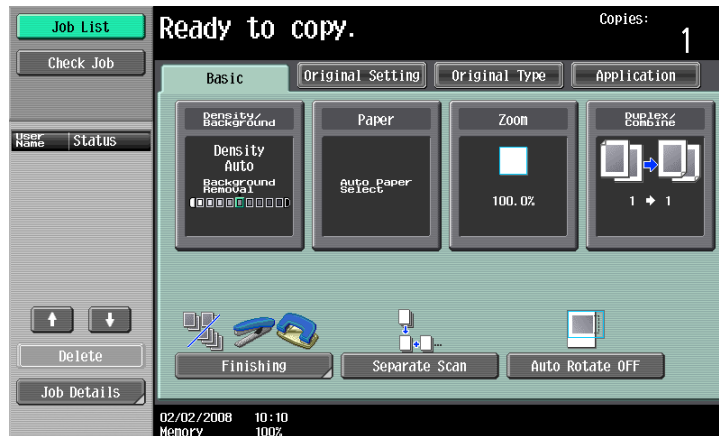 Job List
Ready to copy.
Copies:
1
Check Job
Basic
Original Setting
Original Type
Application
User
Name
Status
Density/
Background
Paper
Zoom
Duplex/
Combine
Density
Auto
Background
Removal
Auto Paper
Select
100.0%
1 → 1
Delete
Finishing
Separate Scan
Auto Rotate OFF
Job Details
02/02/2008 10:10
Memory 100%